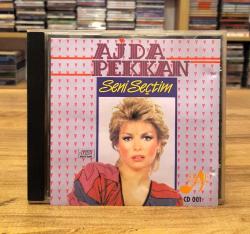 AJDA
PEKKAN
Seni Seçtim
CD 001